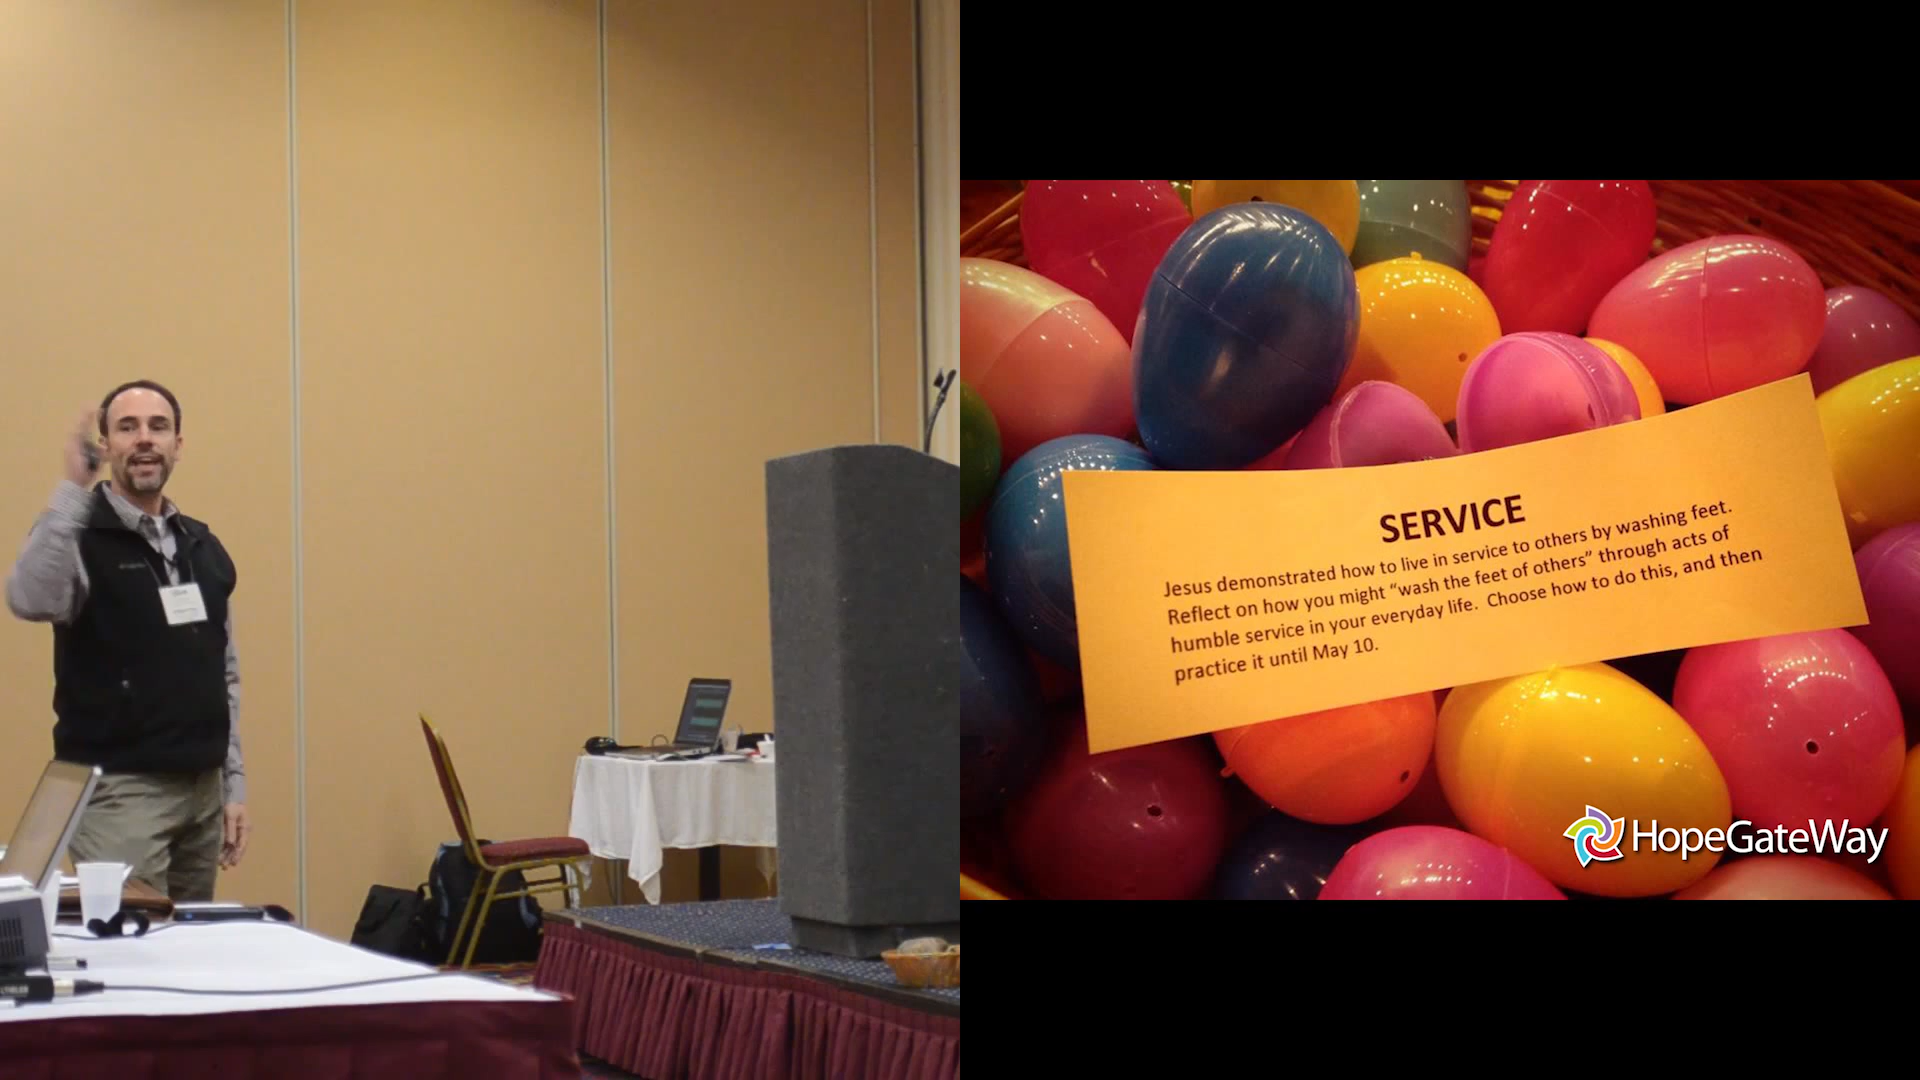 SERVICE
Jesus demonstrated how to live in service to others by washing feet.
Reflect on how you might “wash the feet of others” through acts of
humble service in your everyday life. Choose how to do this, and then
practice it until May 10.
HopeGateWay